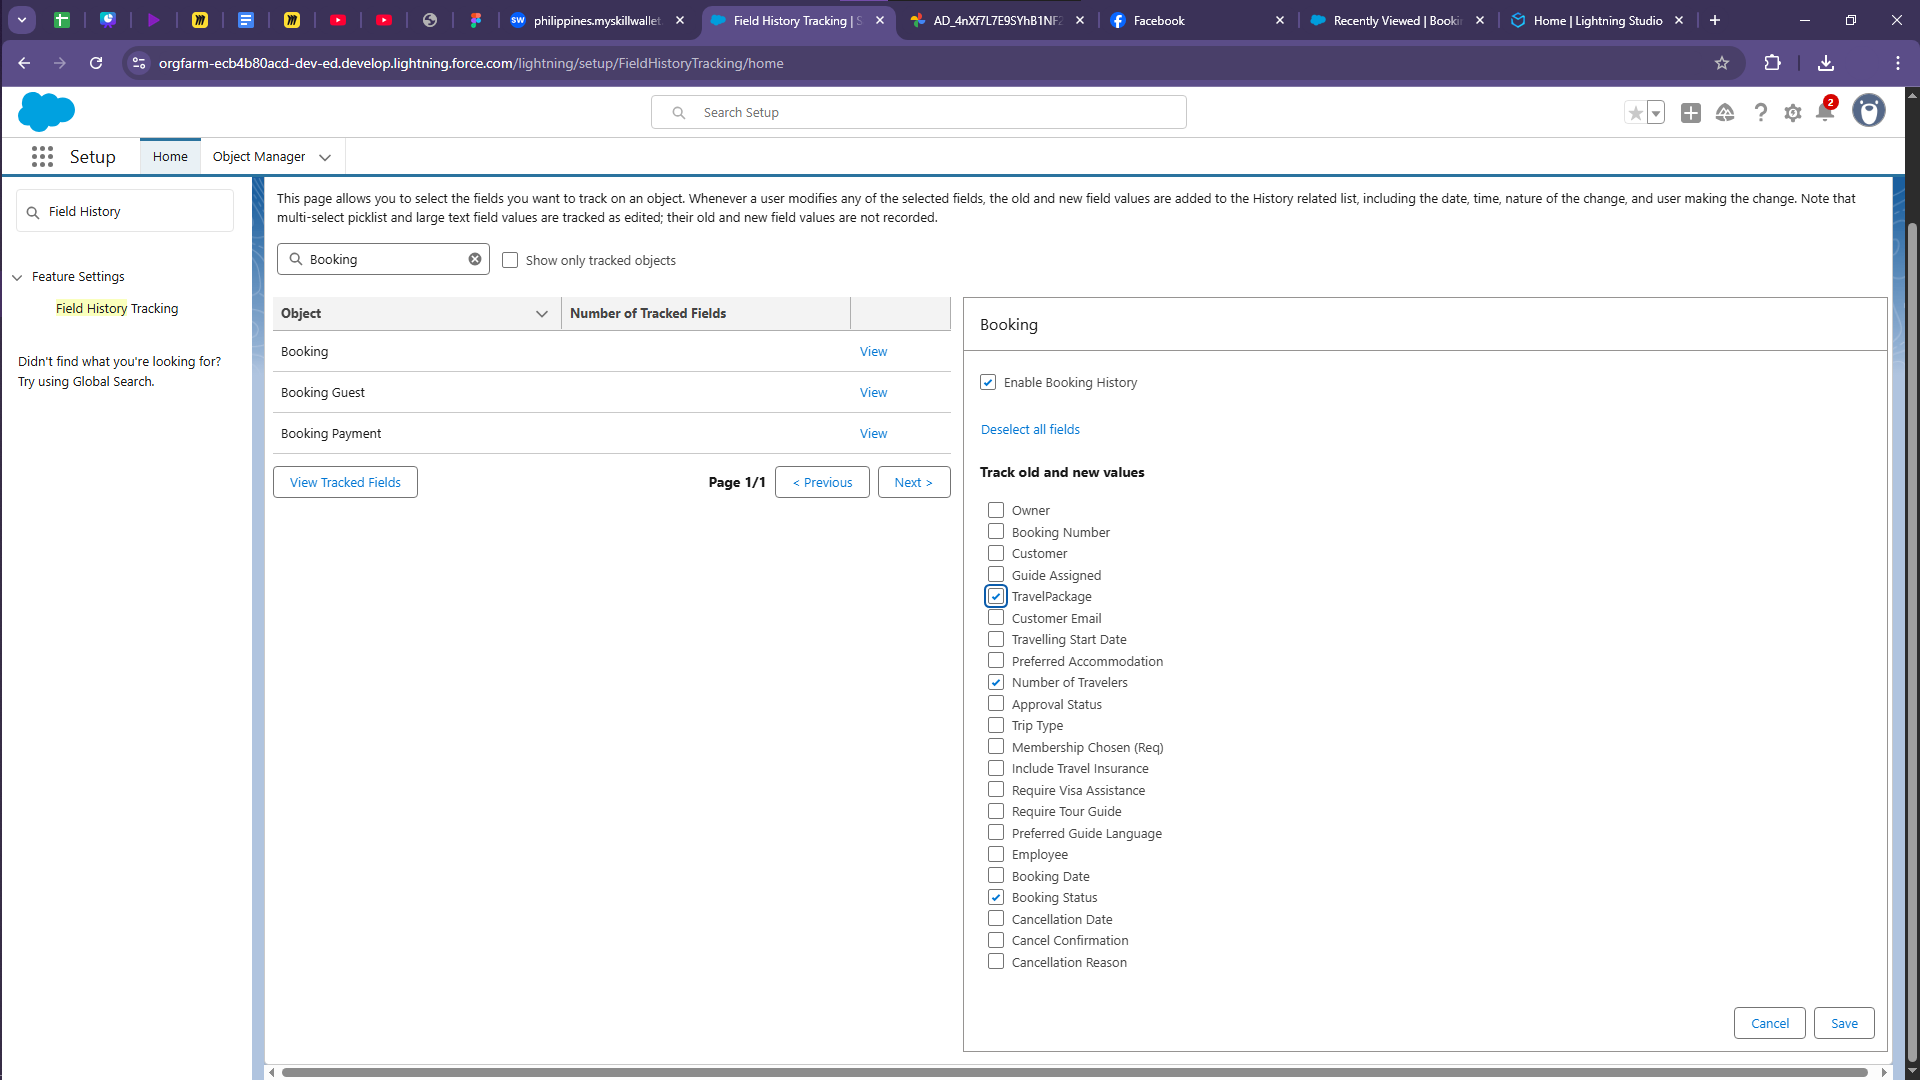 philippines.myskillwallet.
Field History Tracking | S
AD_4nXf7L7E9SYhB1NF2
Facebook
Recently Viewed | Bookin
Home | Lightning Studio
orgfarm-ecb4b80acd-dev-ed.develop.lightning.force.com/lightning/setup/FieldHistoryTracking/home
Search Setup
2
Setup
Home
Object Manager
Field History
Feature Settings
Field History Tracking
Didn't find what you're looking for?
Try using Global Search.
This page allows you to select the fields you want to track on an object. Whenever a user modifies any of the selected fields, the old and new field values are added to the History related list, including the date, time, nature of the change, and user making the change. Note that
multi-select picklist and large text field values are tracked as edited; their old and new field values are not recorded.
Booking
Show only tracked objects
Object
Number of Tracked Fields
Booking
View
Booking Guest
View
Booking Payment
View
View Tracked Fields
Page 1/1
< Previous
Next >
Booking
Enable Booking History
Deselect all fields
Track old and new values
Owner
Booking Number
Customer
Guide Assigned
TravelPackage
Customer Email
Travelling Start Date
Preferred Accommodation
Number of Travelers
Approval Status
Trip Type
Membership Chosen (Req)
Include Travel Insurance
Require Visa Assistance
Require Tour Guide
Preferred Guide Language
Employee
Booking Date
Booking Status
Cancellation Date
Cancel Confirmation
Cancellation Reason
Cancel
Save